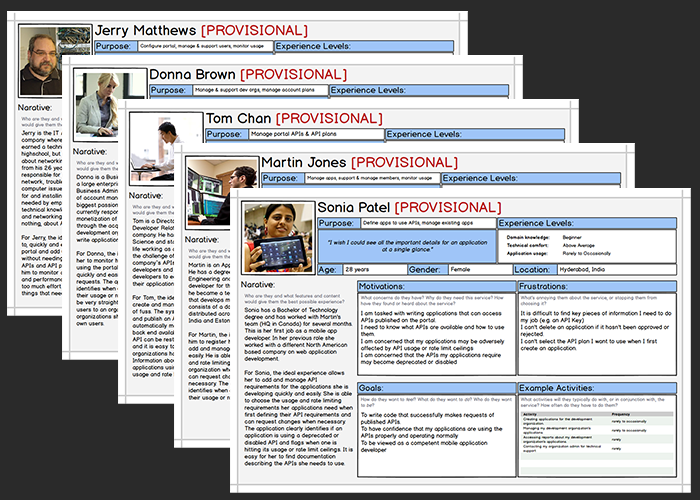 Jerry Matthews [PROVISIONAL]
Purpose: Configure portal, manage & support users, monitor usage Experience Levels:
Narrative:
Who are they and
would give them the
Jerry is the IT
company where
earned a techn
highschool, but
about networking
from his 26 year
responsible for
network, trouble
computer issue
for and installing
needed by emp
technical knowl
and networking
nothing, about A
For Jerry, the id
to, quickly and
portal and add
without needing
APIs and API pl
him to monitor
and performanc
too much effort
things that need
Donna Brown [PROVISIONAL]
Purpose: Manage & support dev orgs, manage account plans Experience Levels:
Narrative:
Who are they and w
would give them the
Donna is a Busin
a large enterpris
Business Admin
of account mana
biggest passion
currently respon
monetization of
through the acc
development or
write application
For Donna, the i
her to monitor
using the portal
quickly and easi
requests. The a
identifies when
their usage or r
be very straight
users to an org
organizations s
own users.
Tom Chan [PROVISIONAL]
Purpose: Manage portal APIs & API plans Experience Levels:
Narrative:
Who are they and w
would give them the
Tom is a Directo
Developer Relat
company. He ha
Science and sta
life working as
the challenge of
company's APIs
developers and
developers to e
their application
For Tom, the ide
create and man
of fuss. The sys
and publish an A
automatically m
back end availab
API can be rest
and it is easy to
organizations h
Information abo
applications usi
usage and rate
Martin Jones [PROVISIONAL]
Purpose: Manage apps, support & manage members, monitor usage Experience Levels:
Narrative:
Who are they and w
would give them the
Martin is an App
He has a degree
Engineering and
developer for th
he became a te
that develops m
consists of a do
distributed acro
India and Eston
For Martin, the
him to register h
and add and ma
easily He is able
and rate limiting
organization wh
can request cha
necessary. The
identifies when
their usage or r
Sonia Patel [PROVISIONAL]
Purpose: Define apps to use APIs, manage existing apps Experience Levels:
"I wish I could see all the important details for an application
at a single glance"
Domain knowledge: Beginner
Technical comfort: Above Average
Application usage: Rarely to Occasionally
Age: 28 years Gender: Female Location: Hyderabad, India
Narrative:
Who are they and what features and content
would give them the best possible experience?
Sonia has a Bachelor of Technology
degree and has worked with Martin's
team (HQ in Canada) for several months
This is her first job as a mobile app
developer. In her previous role she
worked with a different North American
based company on web application
development.
For Sonia, the ideal experience allows
her to add and manage API
requirements for the applications she is
developing quickly and easily. She is able
to choose the usage and rate limiting
requirements her applications need when
first defining their API requirements and
can request changes when necessary.
The application clearly identifies if an
application is using a deprecated or
disabled API and flags when one is
hitting its usage or rate limit ceilings. It is
easy for her to find documentation
describing the APIs she needs to use.
Motivations:
What concerns do they have? Why do they need this service? How
have they found or heard about the service?
I am tasked with writing applications that can access
published on the portal
I need to know what APIs are available and how to use
them.
I am concerned that my applications may be adversely
affected by API usage or rate limit ceilings
I am concerned that the APIs my applications require
may become deprecated or disabled
Frustrations:
What's annoying them about the service, or stopping them from
choosing it?
It is difficult to find key pieces of information I need to
do my job (e.g. an API Key)
I can't delete an application if it hasn't been approved or
rejected.
I can't select the API plan I want to use when I first
create an application.
Goals:
How do they want to feel? What do they want to do? Who do they want
to be?
To write code that successfully makes requests of
published APIs
To have confidence that my applications are using the
APIs properly and operating normally
To be viewed as a competent mobile application
developer
Example Activities:
What activities will they typically do with, or in conjunction with, the
service? How often do they have to do them?
Activity Frequency
Creating applications for the development
organization rarely to occasionally
Managing my development organizations
applications rarely to occasionally
Accessing reports about my development
organization's applications rarely
Contacting my organization admin for technical
support rarely